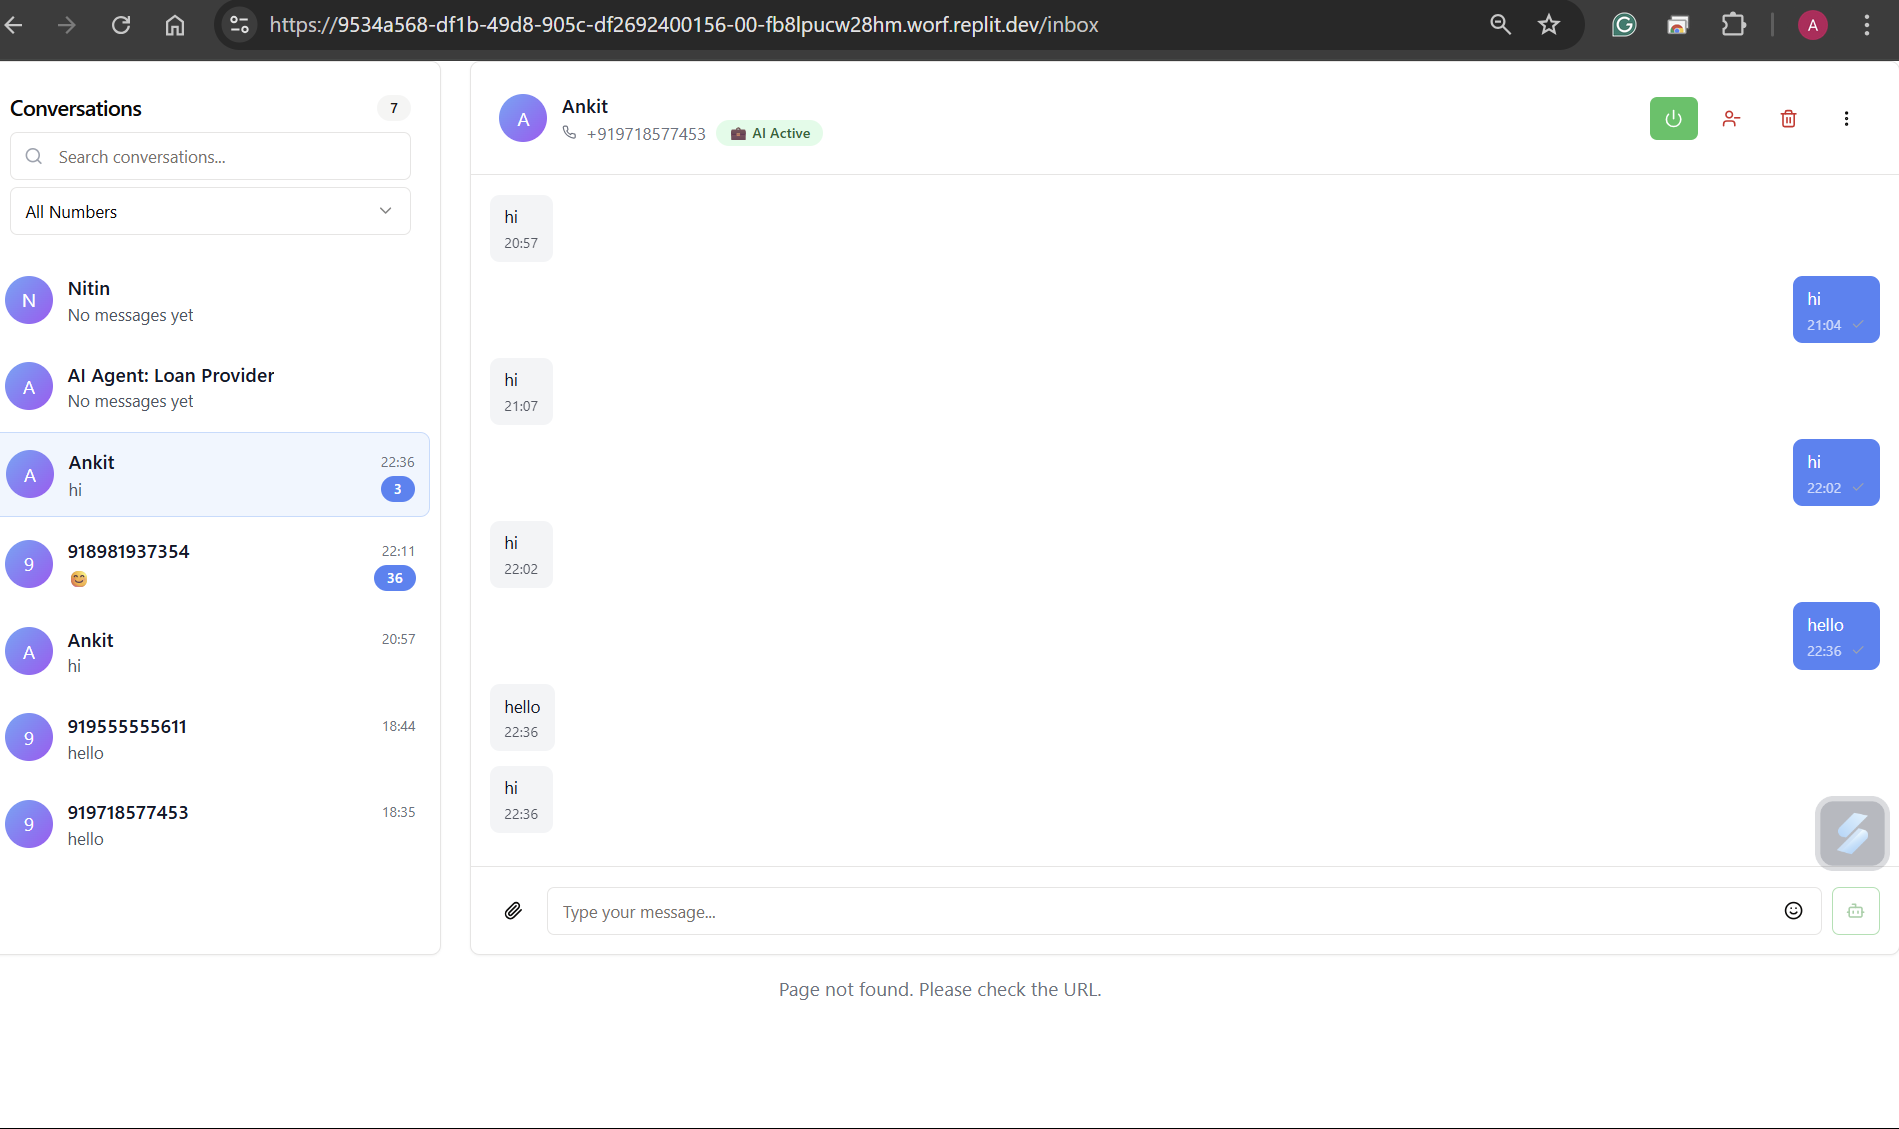 https://9534a568-df1b-49d8-905c-df2692400156-00-fb8lpucw28hm.worf.replit.dev/inbox
A
Conversations
7
Search conversations...
All Numbers
N
Nitin
No messages yet
A
AI Agent: Loan Provider
No messages yet
A
Ankit
22:36
hi
3
9
918981937354
22:11
36
A
Ankit
20:57
hi
9
919555555611
18:44
hello
9
919718577453
18:35
hello
A
Ankit
+919718577453
AI Active
hi
20:57
hi
21:04
hi
21:07
hi
22:02
hi
22:02
hello
22:36
hello
22:36
hi
22:36
Type your message...
Page not found. Please check the URL.